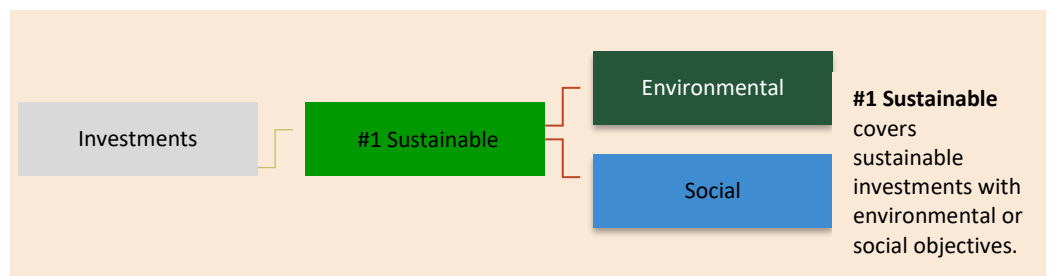 Investments
#1 Sustainable
Environmental
Social
#1 Sustainable
covers
sustainable
investments with
environmental or
social objectives.